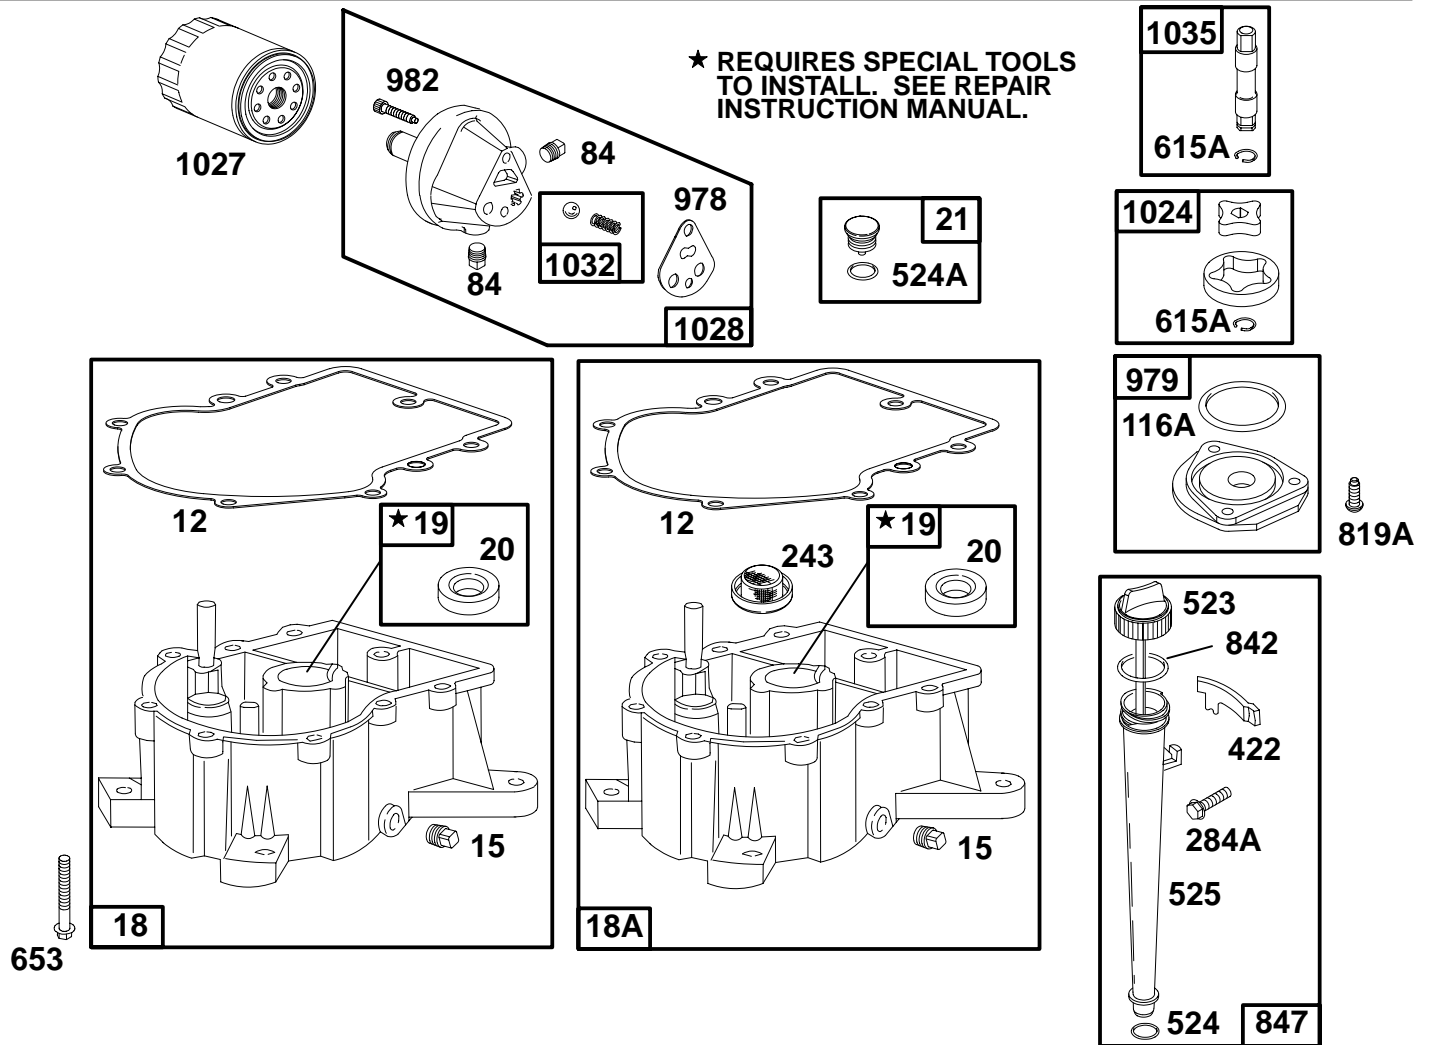 1035
982
★ REQUIRES SPECIAL TOOLS
TO INSTALL. SEE REPAIR
INSTRUCTION MANUAL.
1027
84
615A
978
21
1024
1032
84
524A
1028
615A
979
116A
12
★ 19
20
12
243
★ 19
20
819A
523
842
422
15
15
284A
525
18
18A
653
524
847